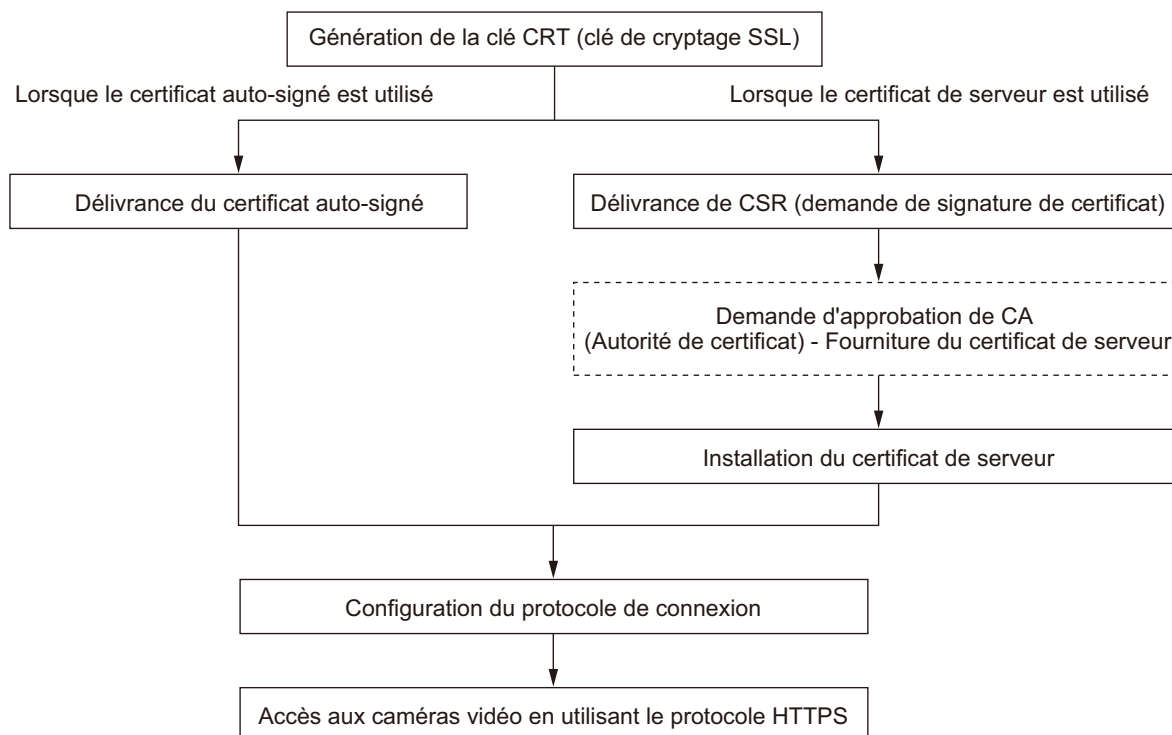 Génération de la clé CRT (clé de cryptage SSL)
Lorsque le certificat auto-signé est utilisé
Lorsque le certificat de serveur est utilisé
Délivrance du certificat auto-signé
Délivrance de CSR (demande de signature de certificat)
Demande d'approbation de CA
(Autorité de certificat) - Fourniture du certificat de serveur
Installation du certificat de serveur
Configuration du protocole de connexion
Accès aux caméras vidéo en utilisant le protocole HTTPS